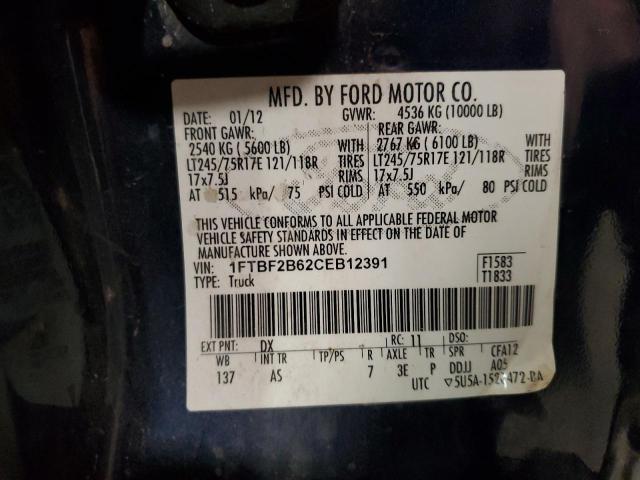 MFD. BY FORD MOTOR CO.
DATE: 01/12 GVWR: 4536 KG (10000 LB)
FRONT GAWR: REAR GAWR:
2540 KG ( 5600 LB) WITH 2767 KG ( 6100 LB) WITH
LT245/75R17E 121/118R TIRES LT245/75R17E 121/118R TIRES
17x7.5J RIMS 17x7.5J RIMS
AT 515 kPa/ 75 PSI COLD AT 550 kPa/ 80 PSI COLD
THIS VEHICLE CONFORMS TO ALL APPLICABLE FEDERAL MOTOR
VEHICLE SAFETY STANDARDS IN EFFECT ON THE DATE OF
MANUFACTURE SHOWN ABOVE.
VIN: 1FTBF2B62CEB12391 F1583
TYPE: Truck T1833
EXT PNT: DX RC: 11 DSO:
WB INT TR TP/PS R AXLE TR SPR CFA12
137 AS 7 3E P DDJJ A05
UTC